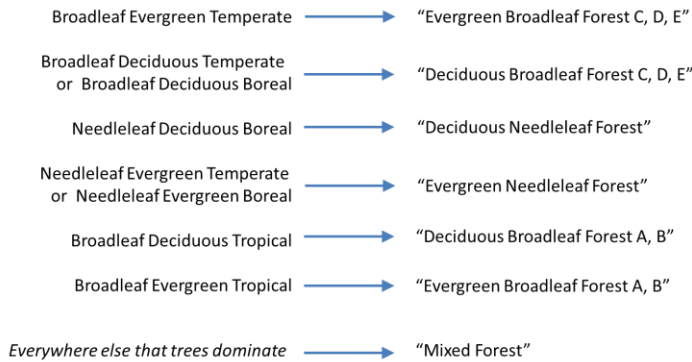 Broadleaf Evergreen Temperate “Evergreen Broadleaf Forest C, D, E”
Broadleaf Deciduous Temperate
or Broadleaf Deciduous Boreal “Deciduous Broadleaf Forest C, D, E”
Needleleaf Deciduous Boreal “Deciduous Needleleaf Forest”
Needleleaf Evergreen Temperate
or Needleleaf Evergreen Boreal “Evergreen Needleleaf Forest”
Broadleaf Deciduous Tropical “Deciduous Broadleaf Forest A, B”
Broadleaf Evergreen Tropical “Evergreen Broadleaf Forest A, B”
Everywhere else that trees dominate “Mixed Forest”